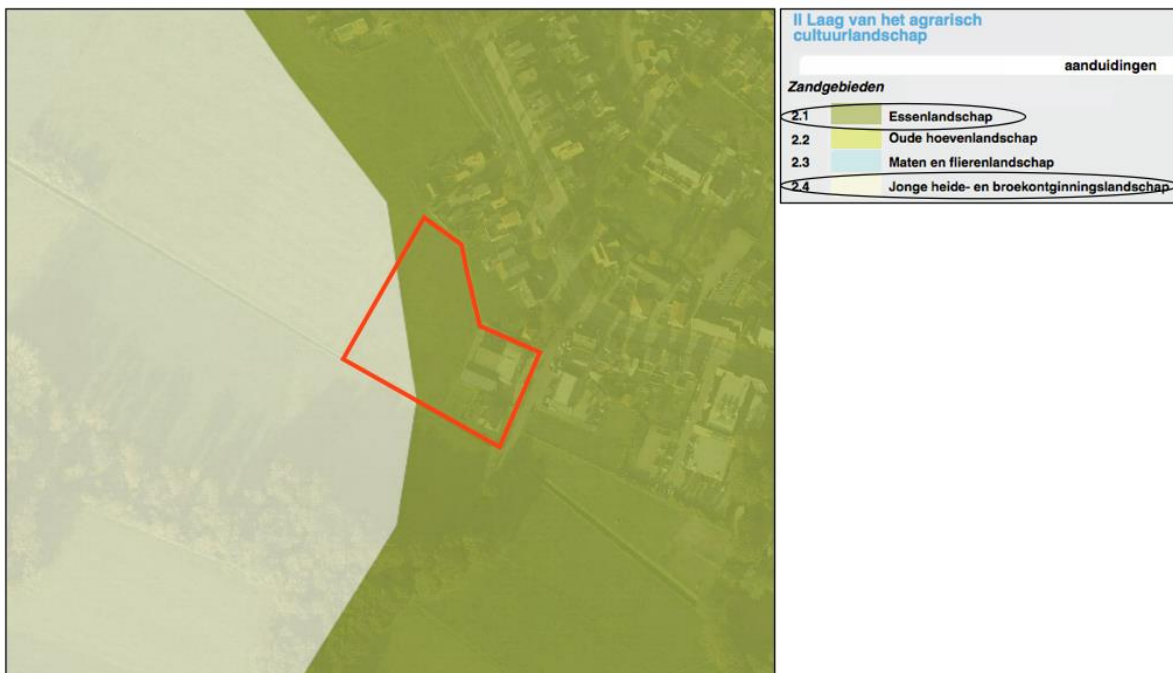 II Laag van het agrarisch
cultuurlandschap
aanduidingen
Zandgebieden
2.1 Essenlandschap
2.2 Oude hoevenlandschap
2.3 Maten en flierenlandschap
2.4 Jonge heide- en broekontginningslandschap